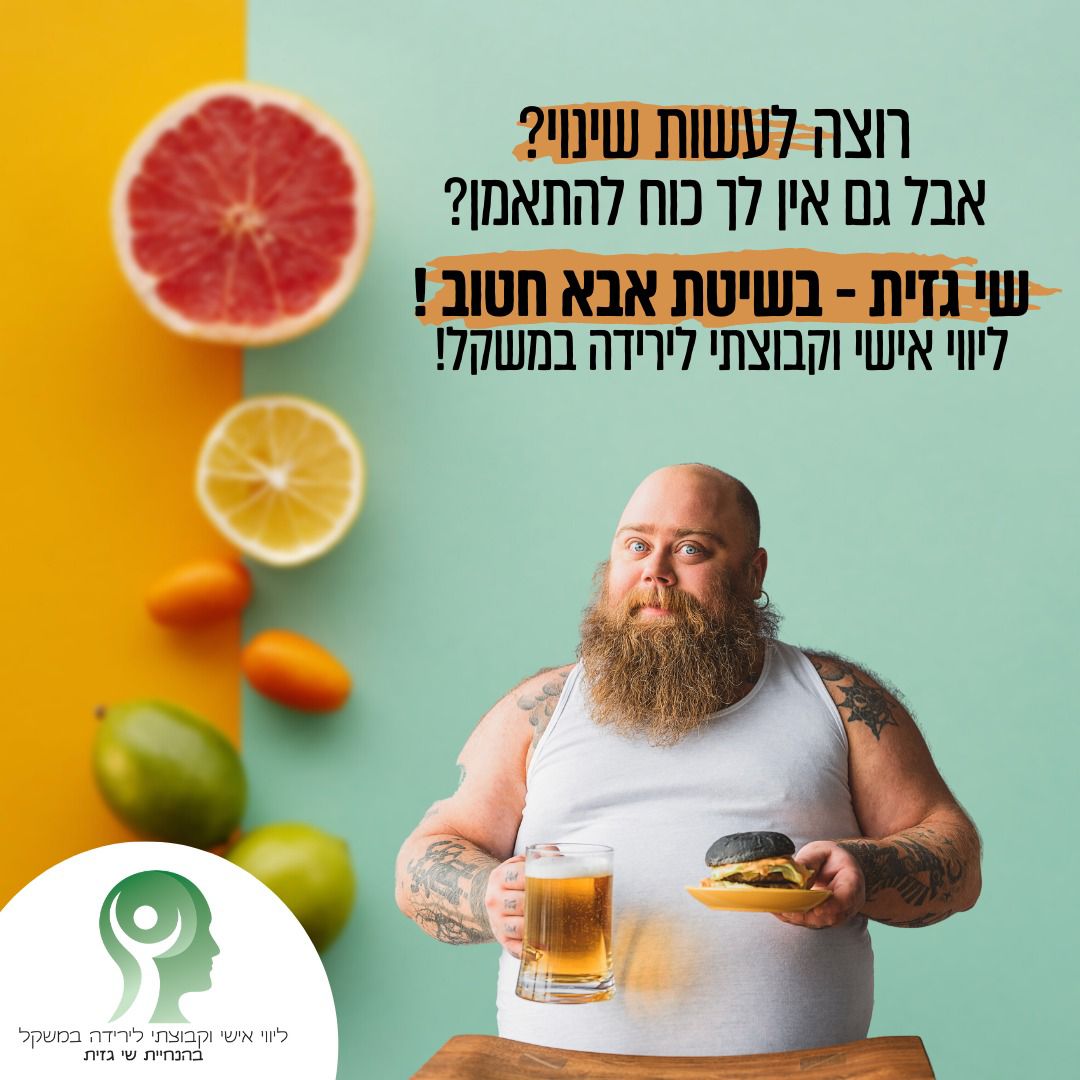 רוצה לעשות שינוי?
אבל גם אין לך כוח להתאמן?
שי גזית - בשיטת אבא חטוב !
ליווי אישי וקבוצתי לירידה במשקל!
ליווי אישי וקבוצתי לירידה במשקל
בהנחיית שי גזית